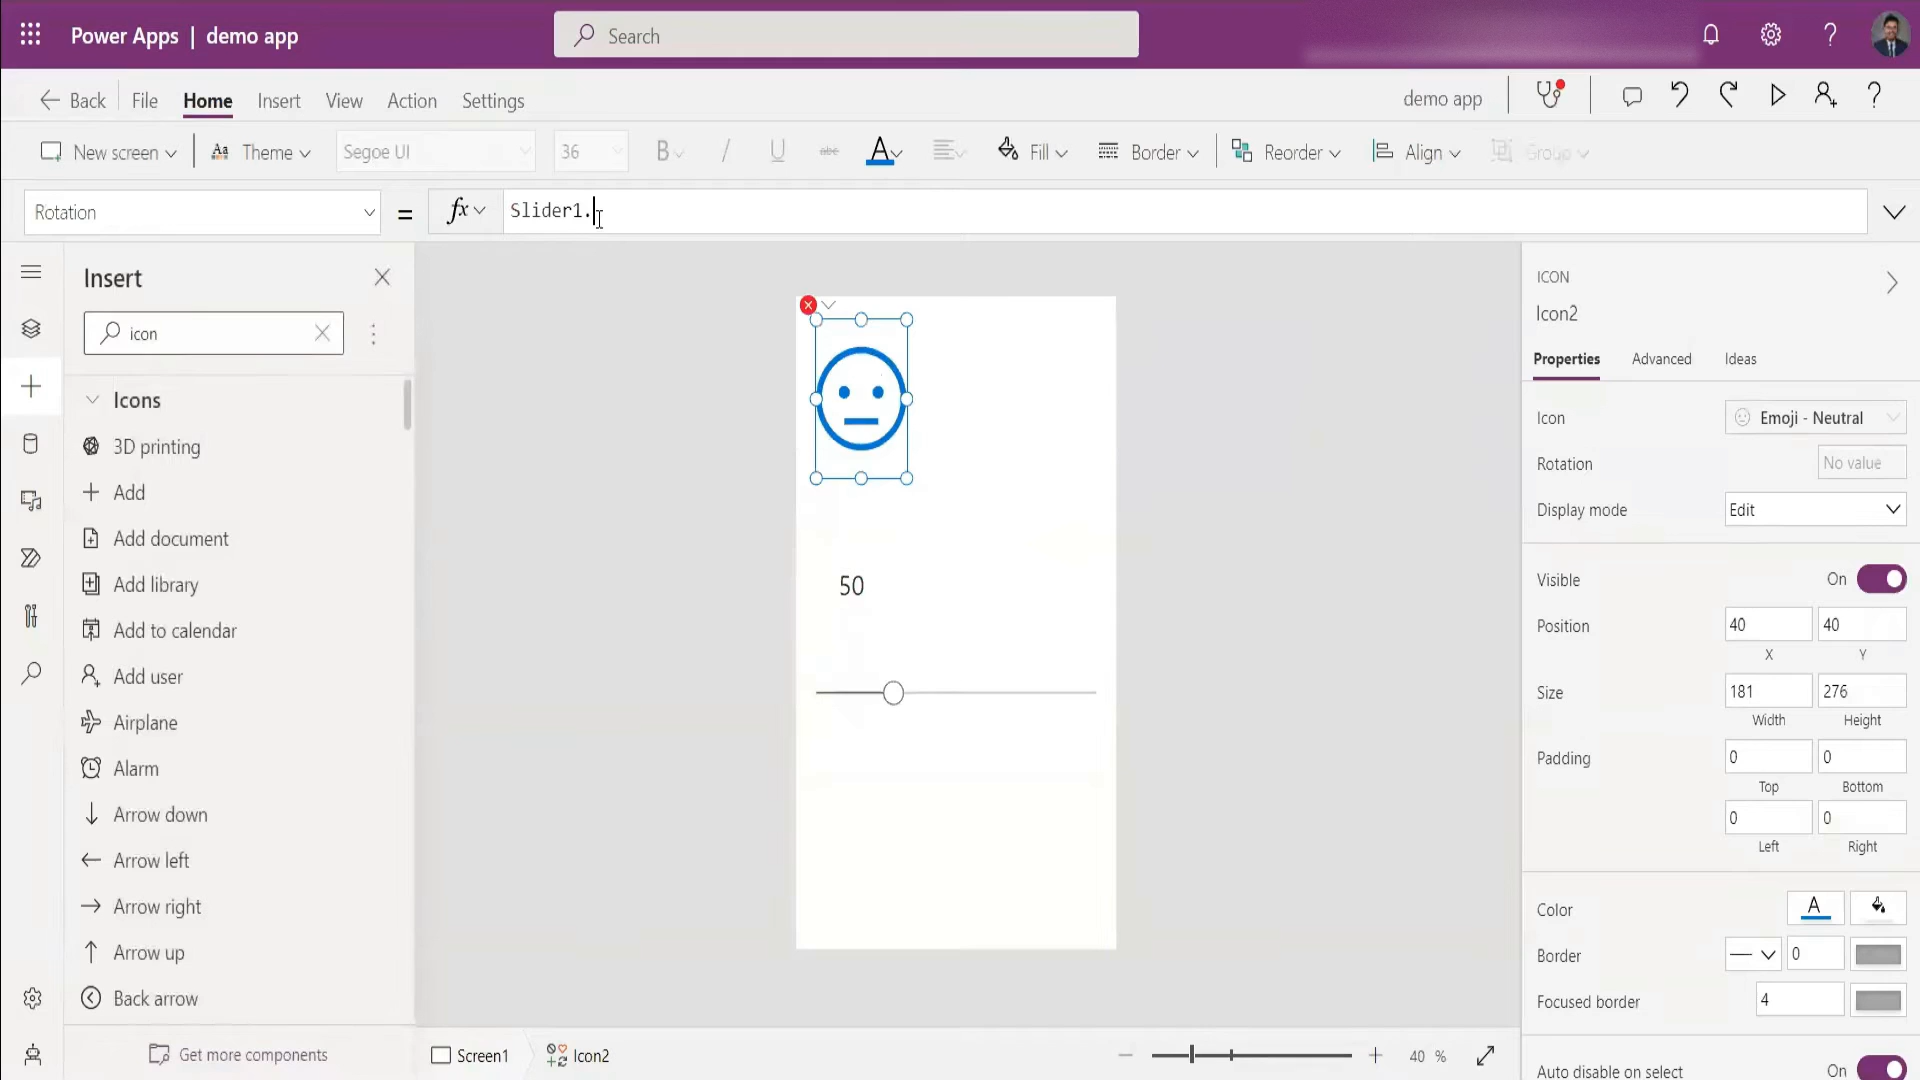 Power Apps | demo app
Search
Back
File
Home
Insert
View
Action
Settings
demo app
New screen
Theme
Segoe UI
36
B
/
U
abc
A
Fill
Border
Reorder
Align
Group
Rotation
=
fx
Slider1.
Insert
icon
Icons
3D printing
Add
Add document
Add library
Add to calendar
Add user
Airplane
Alarm
Arrow down
Arrow left
Arrow right
Arrow up
Back arrow
Get more components
50
Screen1
Icon2
40 %
ICON
Icon2
Properties
Advanced
Ideas
Icon
Emoji - Neutral
Rotation
No value
Display mode
Edit
Visible
On
Position
40
40
X
Y
Size
181
276
Width
Height
Padding
0
0
Top
Bottom
0
0
Left
Right
Color
A
Border
0
Focused border
4
Auto disable on select
On